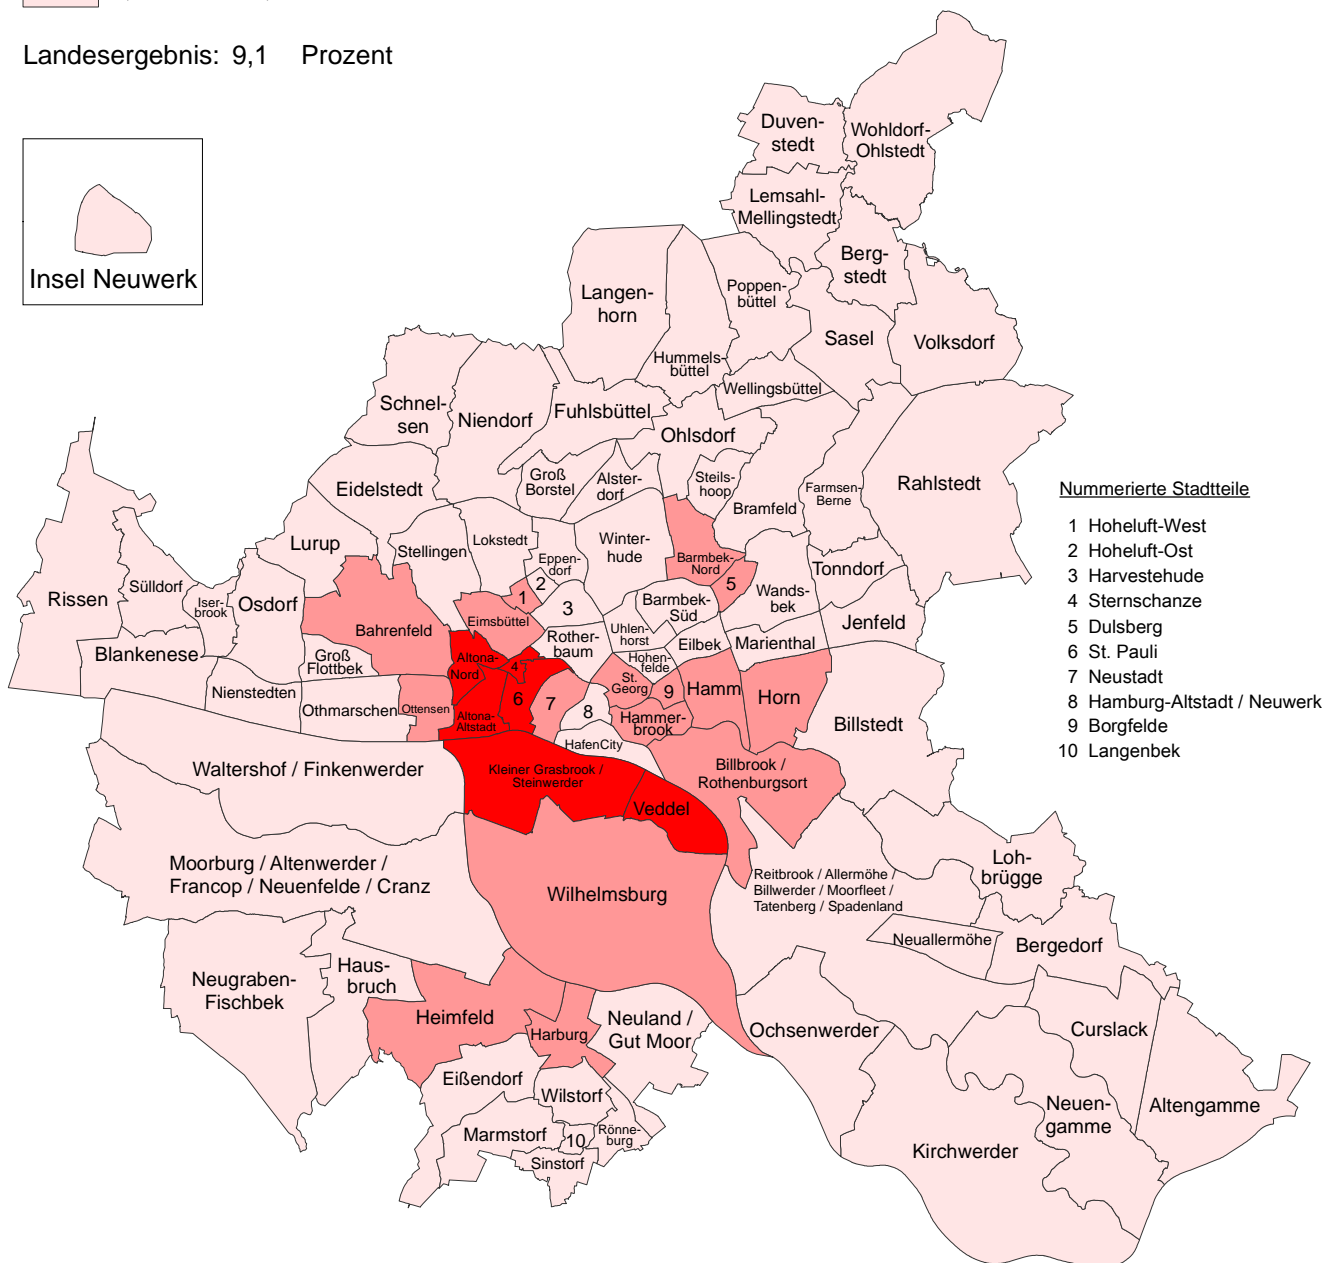 Landesergebnis: 9,1 Prozent
Insel Neuwerk
Duven-
stedt
Wohldorf-
Ohlstedt
Lemsahl-
Mellingstedt
Berg-
stedt
Langen-
horn
Poppen-
büttel
Sasel
Volksdorf
Hummels-
büttel
Wellingsbüttel
Schnel-
sen
Niendorf
Fuhlsbüttel
Ohlsdorf
Rahlstedt
Eidelstedt
Groß
Borstel
Alster-
dorf
Steils-
hoop
Bramfeld
Farmsen-
Berne
Lurup
Stellingen
Lokstedt
Eppen-
dorf
Winter-
hude
Barmbek-
Nord
5
Tonndorf
Wands-
bek
Rissen
Sülldorf
Iser-
brook
Osdorf
Bahrenfeld
Eimsbüttel
1
2
3
Barmbek-
Süd
Uhlen-
horst
Jenfeld
Blankenese
Groß
Flottbek
Rother-
baum
Hohen-
felde
Eilbek
Marienthal
Nienstedten
Othmarschen
Ottensen
Altona-
Nord
Altona-
Altstadt
4
6
7
8
St.
Georg
9
Hamm
Horn
Hammer-
brook
HafenCity
Billstedt
Waltershof / Finkenwerder
Kleiner Grasbrook /
Steinwerder
Veddel
Billbrook /
Rothenburgsort
Moorburg / Altenwerder /
Francop / Neuenfelde / Cranz
Wilhelmsburg
Reitbrook / Allermöhe /
Billwerder / Moorfleet /
Tatenberg / Spadenland
Loh-
brügge
Neuallermöhe
Bergedorf
Neugraben-
Fischbek
Haus-
bruch
Heimfeld
Harburg
Neuland /
Gut Moor
Ochsenwerder
Curslack
Eißendorf
Wilstorf
Marmstorf
10
Rönne-
burg
Sinstorf
Neuen-
gamme
Altengamme
Kirchwerder
Nummerierte Stadtteile
1 Hoheluft-West
2 Hoheluft-Ost
3 Harvestehude
4 Sternschanze
5 Dulsberg
6 St. Pauli
7 Neustadt
8 Hamburg-Altstadt / Neuwerk
9 Borgfelde
10 Langenbek